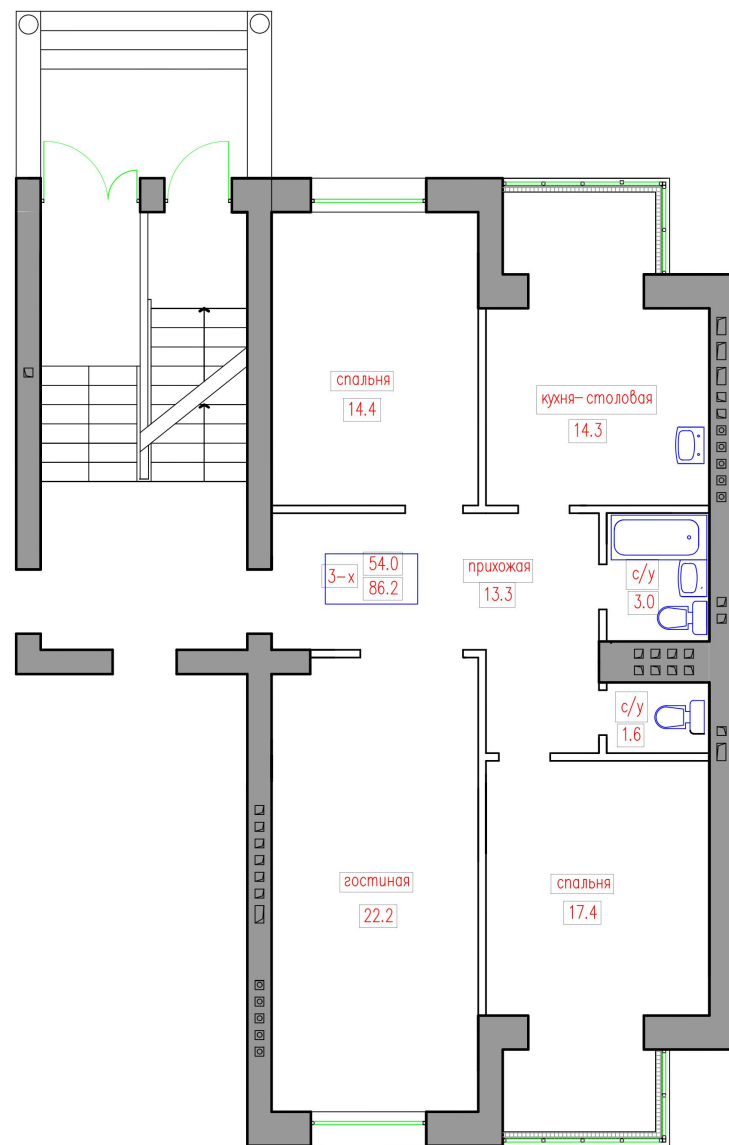 спальня
14.4
кухня-столовая
14.3
3-х
54.0
86.2
прихожая
13.3
с/у
3.0
с/у
1.6
гостиная
22.2
спальня
17.4